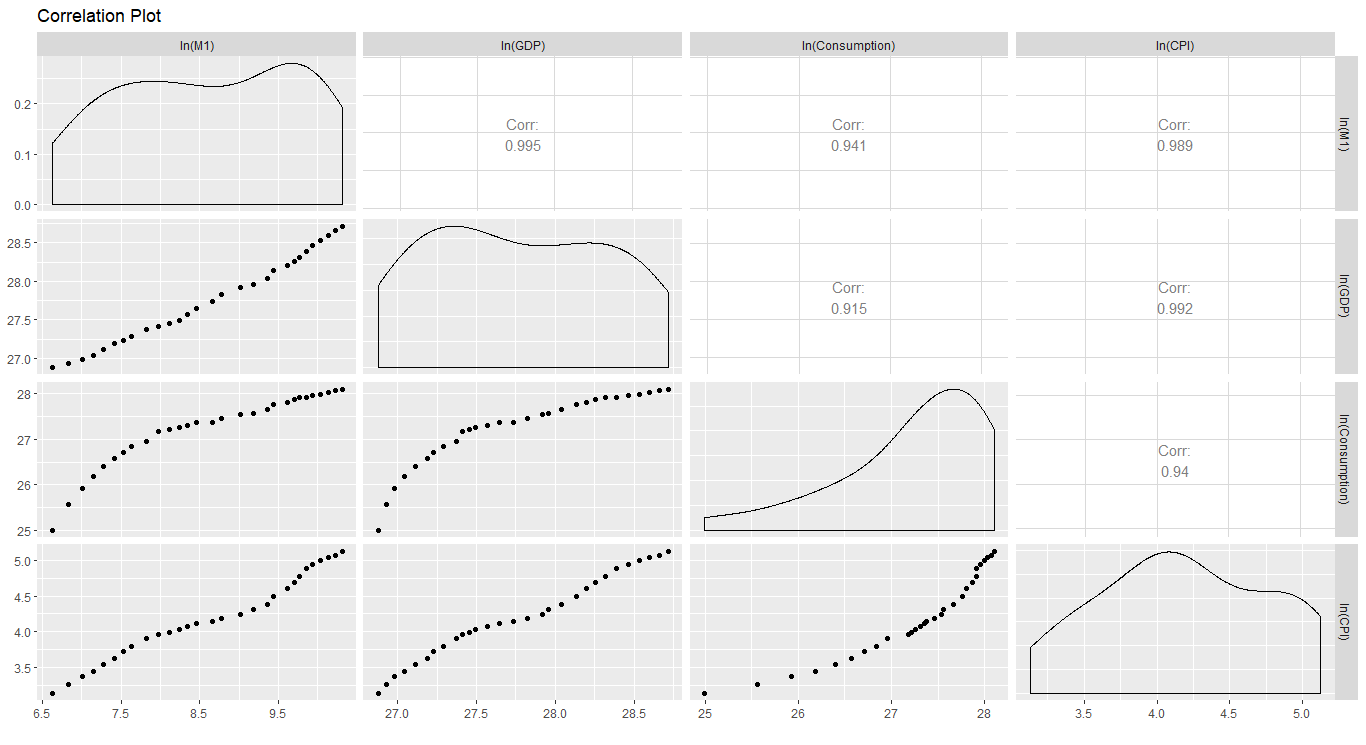 Correlation Plot
ln(M1)
ln(GDP)
ln(Consumption)
ln(CPI)
0.2
0.1
0.0
Corr:
0.995
Corr:
0.941
Corr:
0.989
ln(M1)
28.5
28.0
27.5
27.0
Corr:
0.915
Corr:
0.992
ln(GDP)
28
27
26
25
Corr:
0.94
ln(Consumption)
5.0
4.5
4.0
3.5
ln(CPI)
6.5 7.5 8.5 9.5
27.0 27.5 28.0 28.5
25 26 27 28
3.5 4.0 4.5 5.0